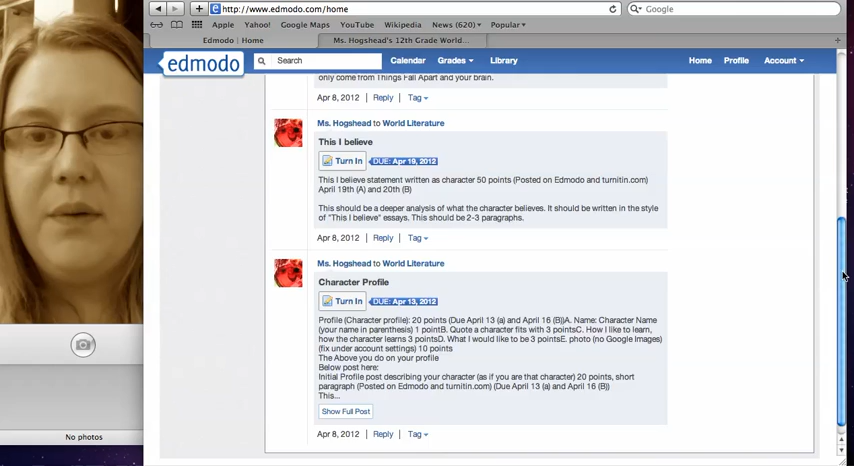 http://www.edmodo.com/home
Google
Apple Yahoo! Google Maps YouTube Wikipedia News (620) Popular
Edmodo | Home
Ms. Hogshead's 12th Grade World...
edmodo
Search
Calendar Grades Library
Home Profile Account
only come from Things Fall Apart and your brain.
Apr 8, 2012 | Reply | Tag
Ms. Hogshead to World Literature
This I believe
Turn In DUE: Apr 19, 2012
This I believe statement written as character 50 points (Posted on Edmodo and turnitin.com)
April 19th (A) and 20th (B)
This should be a deeper analysis of what the character believes. It should be written in the style
of "This I believe" essays. This should be 2-3 paragraphs.
Apr 8, 2012 | Reply | Tag
Ms. Hogshead to World Literature
Character Profile
Turn In DUE: Apr 13, 2012
Profile (Character profile): 20 points (Due April 13 (a) and April 16 (B))A. Name: Character Name
(your name in parenthesis) 1 pointB. Quote a character fits with 3 pointsC. How I like to learn,
how the character learns 3 pointsD. What I would like to be 3 pointsE. photo (no Google Images)
(fix under account settings) 10 points
The Above you do on your profile
Below post here:
Initial Profile post describing your character (as if you are that character) 20 points, short
paragraph (Posted on Edmodo and turnitin.com) (Due April 13 (a) and April 16 (B))
This...
Show Full Post
Apr 8, 2012 | Reply | Tag
No photos